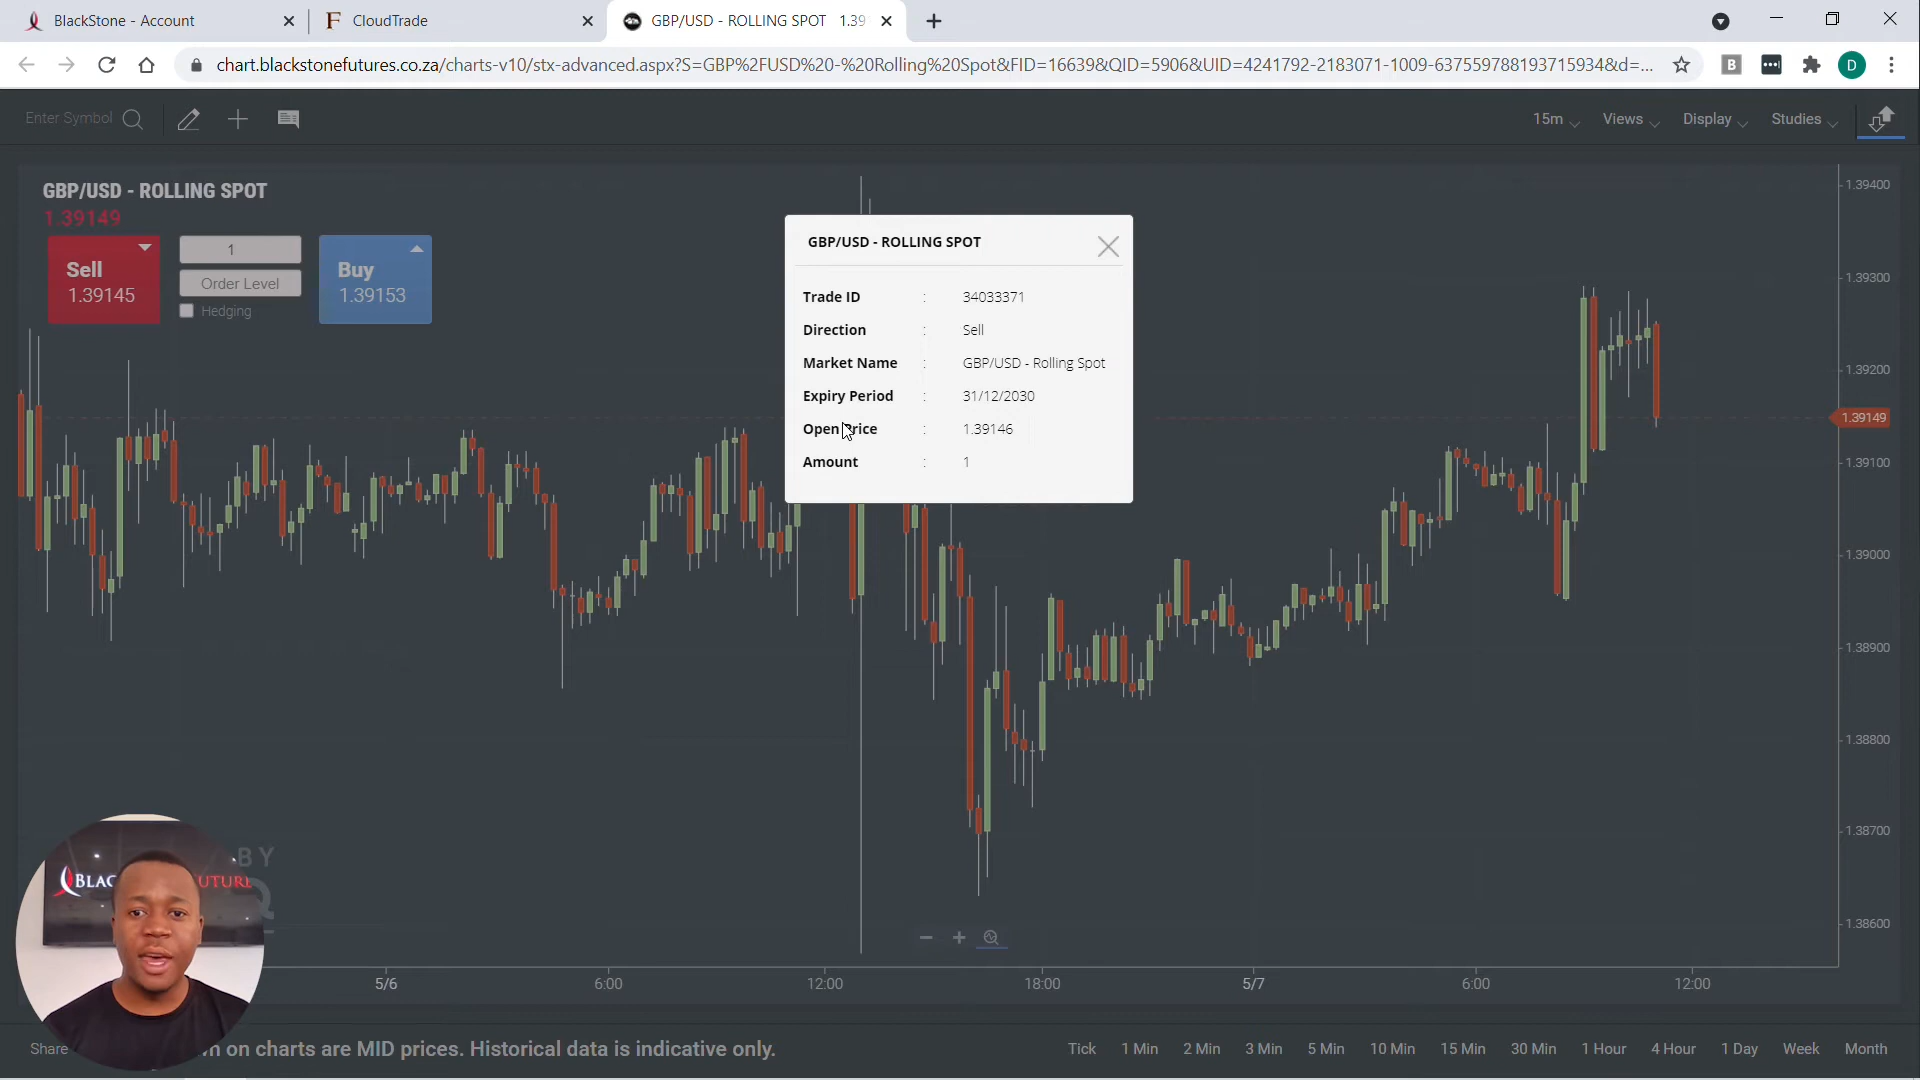 BlackStone - Account
CloudTrade
GBP/USD - ROLLING SPOT 1.39
chart.blackstonefutures.co.za/charts-v10/stx-advanced.aspx?S=GBP%2FUSD%20-%20Rolling%20Spot&FID=16639&QID=5906&UID=4241792-2183071-1009-637559788193715934&d=...
B
D
Enter Symbol
15m
Views
Display
Studies
GBP/USD - ROLLING SPOT
1.39149
Sell
1.39145
1
Order Level
Hedging
Buy
1.39153
GBP/USD - ROLLING SPOT
Trade ID : 34033371
Direction : Sell
Market Name : GBP/USD - Rolling Spot
Expiry Period : 31/12/2030
Open Price : 1.39146
Amount : 1
1.39400
1.39300
1.39200
1.39149
1.39100
1.39000
1.38900
1.38800
1.38700
1.38600
BY
BLAC
UTURE
5/6
6:00
12:00
18:00
5/7
6:00
12:00
Share
n on charts are MID prices. Historical data is indicative only.
Tick
1 Min
2 Min
3 Min
5 Min
10 Min
15 Min
30 Min
1 Hour
4 Hour
1 Day
Week
Month